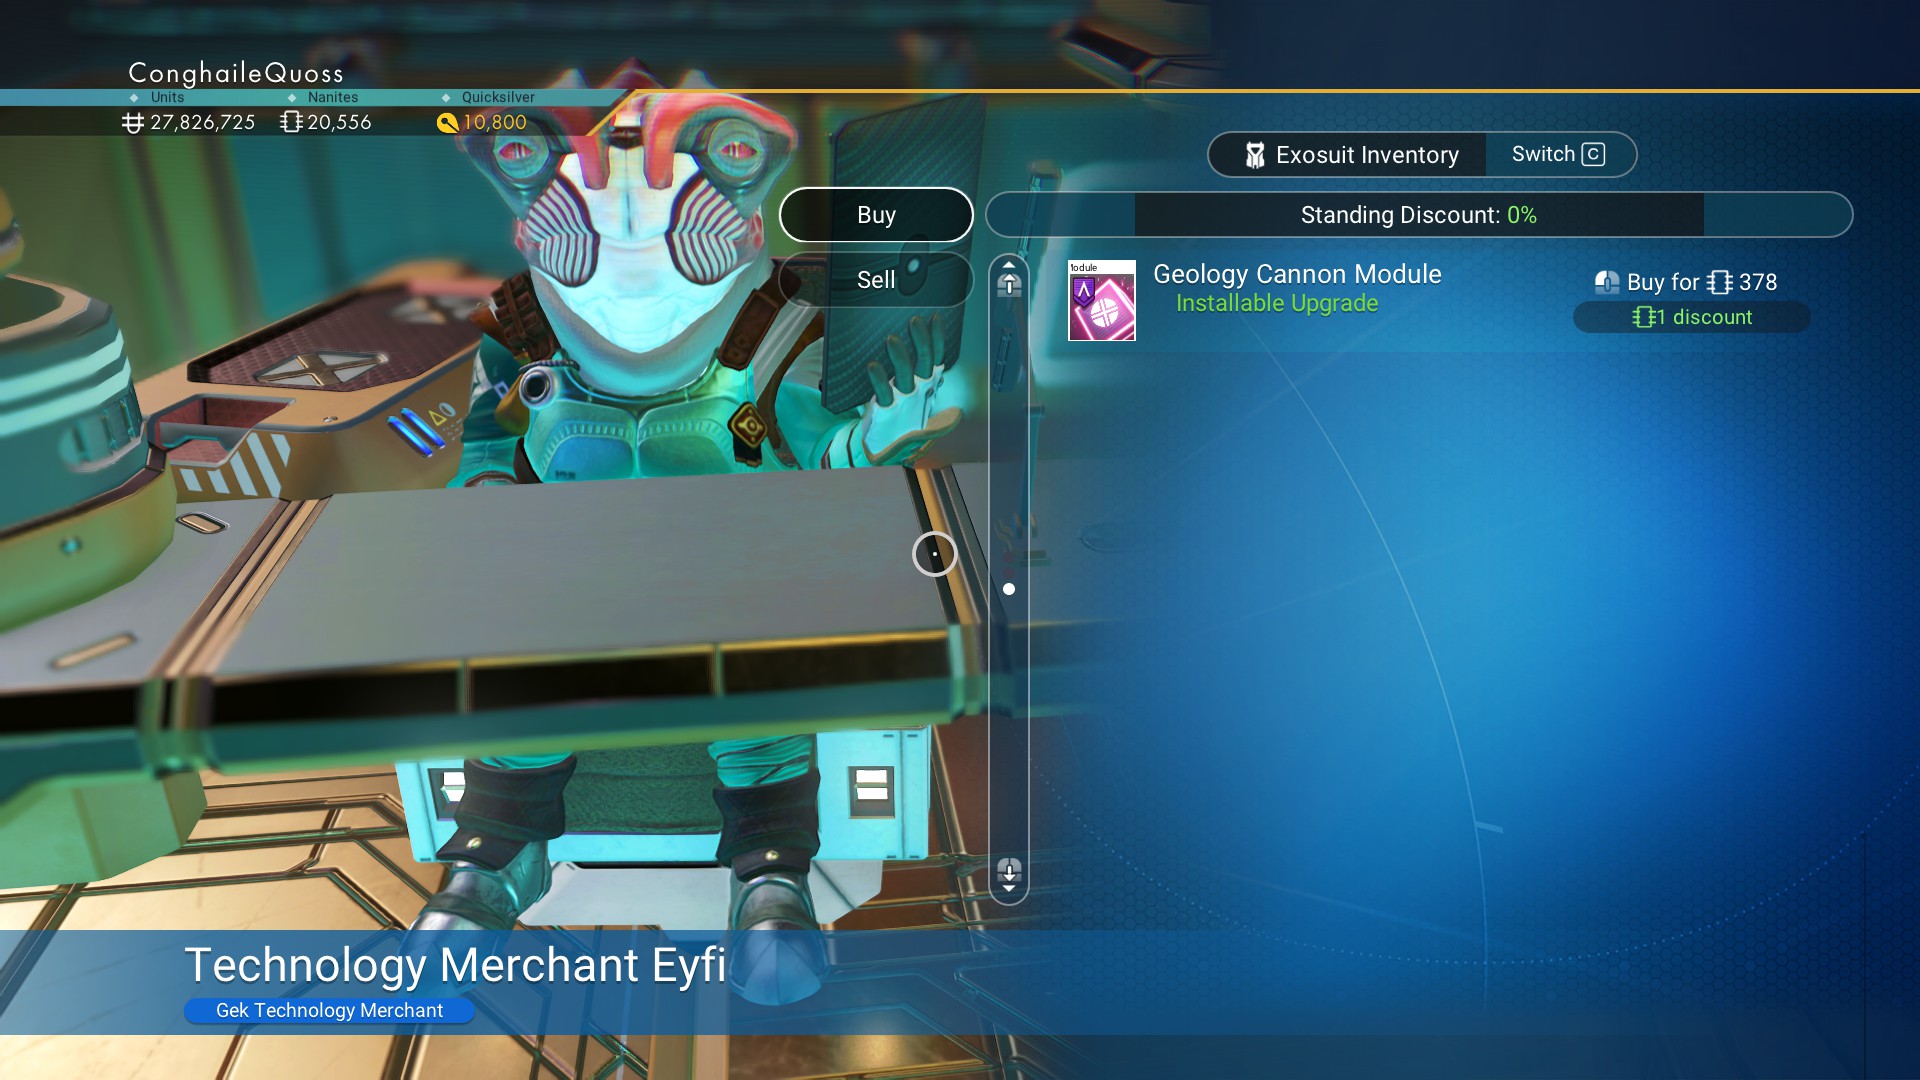 ConghaileQuoss
Units Nanites Quicksilver
27,826,725 20,556 10,800
Exosuit Inventory Switch C
Buy Standing Discount: 0%
Sell
Geology Cannon Module
Installable Upgrade
Buy for 378
1 discount
Technology Merchant Eyfi
Gek Technology Merchant